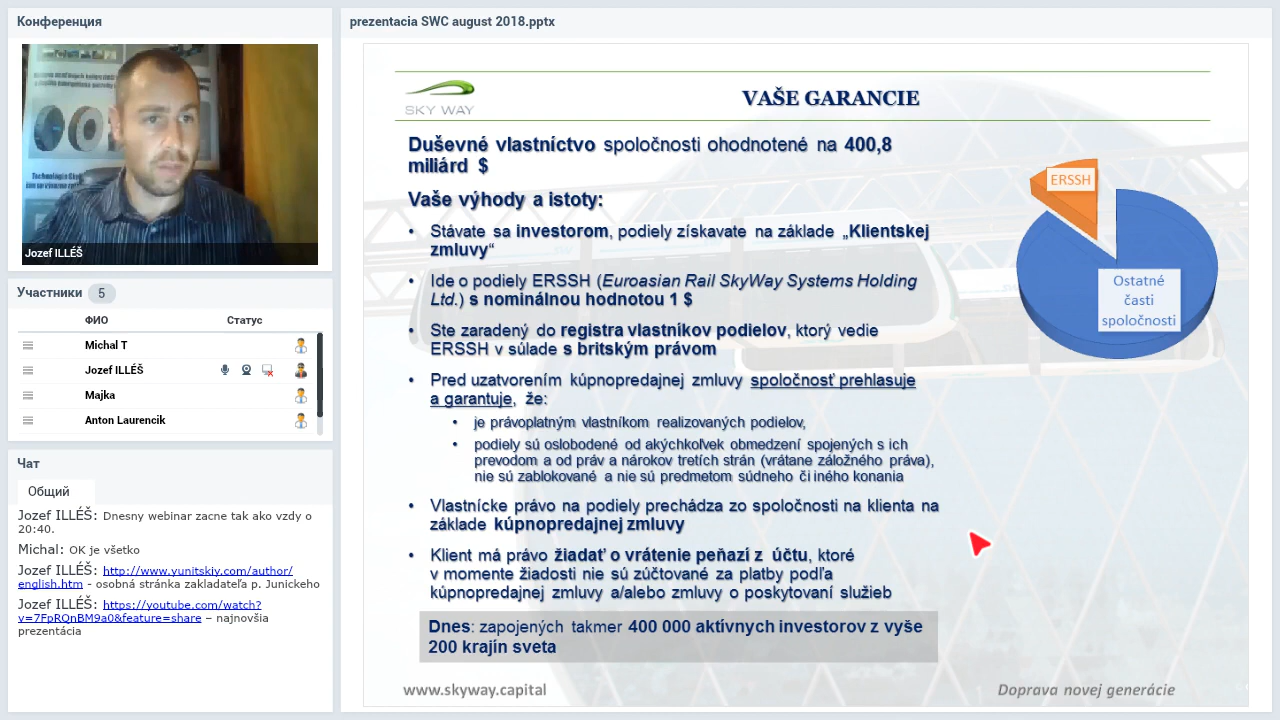 Конференция
Jozef ILLÉŠ
Участники 5
ФИО Статус
Michal T
Jozef ILLÉŠ
Majka
Anton Laurencik
Чат
Общий
Jozef ILLÉŠ: Dnesny webinar zacne tak ako vzdy o
20:40.
Michal: OK je všetko
Jozef ILLÉŠ: http://www.yunitskiy.com/author/
english.htm - osobná stránka zakladateľa p. Junického
Jozef ILLÉŠ: https://youtube.com/watch?
v=7FpRQnBM9a0&feature=share – najnovšia
prezentácia
prezentacia SWC august 2018.pptx
SKY WAY
VAŠE GARANCIE
Duševné vlastníctvo spoločnosti ohodnotené na 400,8
miliárd $
Vaše výhody a istoty:
• Stávate sa investorom, podiely získavate na základe „Klientskej
zmluvy“
• Ide o podiely ERSSH (Euroasian Rail SkyWay Systems Holding
Ltd.) s nominálnou hodnotou 1 $
• Ste zaradený do registra vlastníkov podielov, ktorý vedie
ERSSH v súlade s britským právom
• Pred uzatvorením kúpnopredajnej zmluvy spoločnosť prehlasuje
a garantuje, že:
• je právoplatným vlastníkom realizovaných podielov,
• podiely sú oslobodené od akýchkoľvek obmedzení spojených s ich
prevodom a od práv a nárokov tretích strán (vrátane záložného práva),
nie sú zablokované a nie sú predmetom súdneho či iného konania
• Vlastnícke právo na podiely prechádza zo spoločnosti na klienta na
základe kúpnopredajnej zmluvy
• Klient má právo žiadať o vrátenie peňazí z účtu, ktoré
v momente žiadosti nie sú zúčtované za platby podľa
kúpnopredajnej zmluvy a/alebo zmluvy o poskytovaní služieb
Dnes: zapojených takmer 400 000 aktívnych investorov z vyše
200 krajín sveta
ERSSH
Ostatné
časti
spoločnosti
www.skyway.capital
Doprava novej generácie